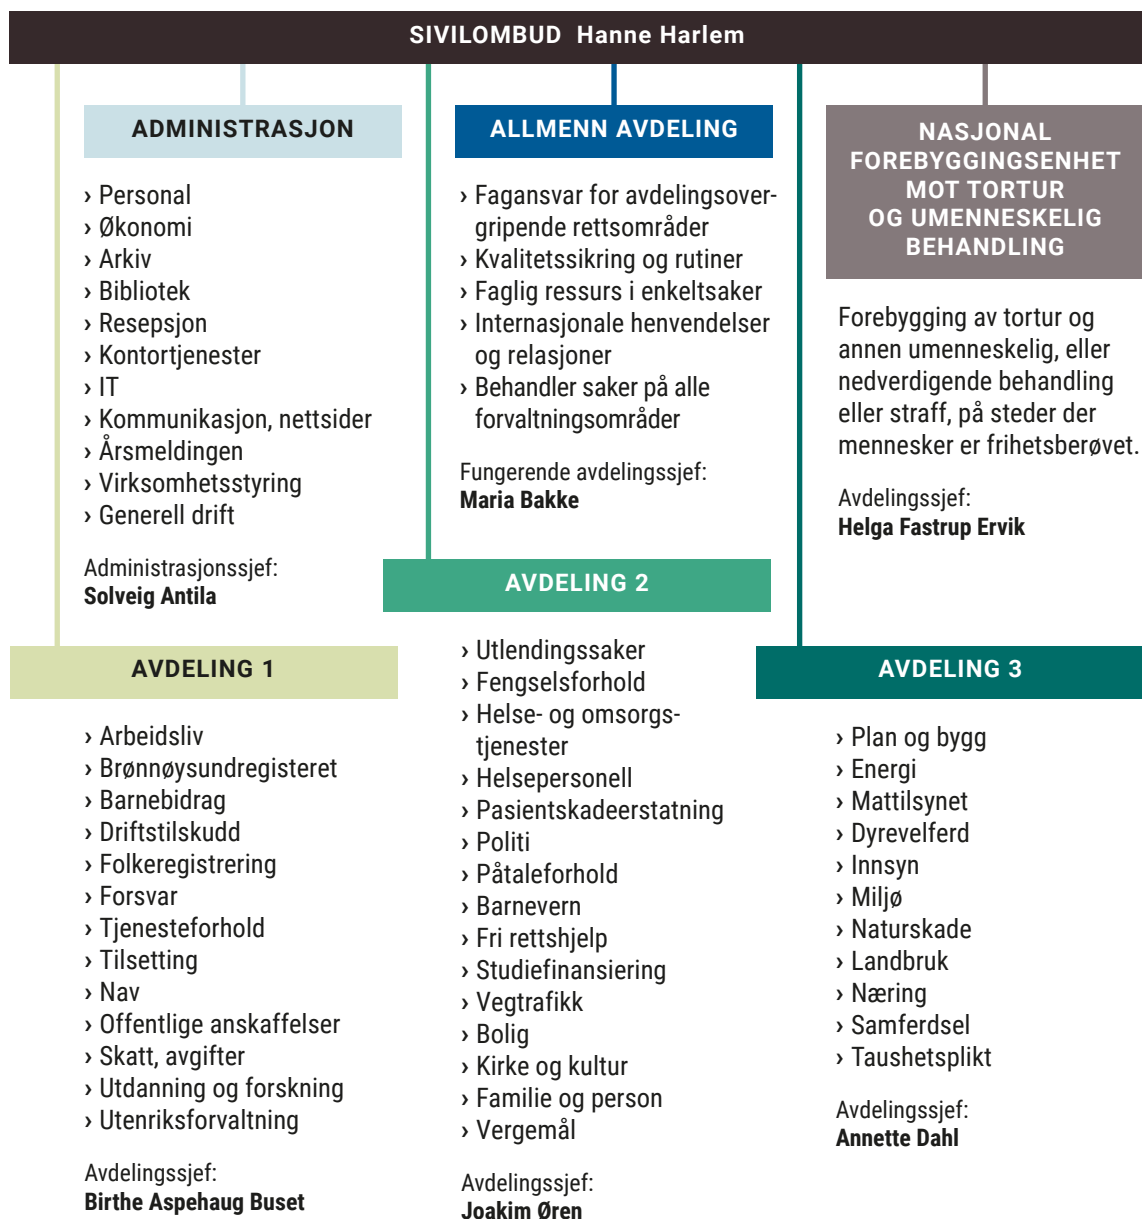 SIVILOMBUD Hanne Harlem
ADMINISTRASJON
› Personal
› Økonomi
› Arkiv
› Bibliotek
› Resepsjon
› Kontortjenester
› IT
› Kommunikasjon, nettsider
› Årsmeldingen
› Virksomhetsstyring
› Generell drift
Administrasjonssjef:
Solveig Antila
ALLMENN AVDELING
› Fagansvar for avdelingsover-
gripende rettsområder
› Kvalitetssikring og rutiner
› Faglig ressurs i enkeltsaker
› Internasjonale henvendelser
og relasjoner
› Behandler saker på alle
forvaltningsområder
Fungerende avdelingssjef:
Maria Bakke
NASJONAL
FOREBYGGINGSENHET
MOT TORTUR
OG UMENNESKELIG
BEHANDLING
Forebygging av tortur og
annen umenneskelig, eller
nedverdigende behandling
eller straff, på steder der
mennesker er frihetsberøvet.
Avdelingssjef:
Helga Fastrup Ervik
AVDELING 1
› Arbeidsliv
› Brønnøysundregisteret
› Barnebidrag
› Driftstilskudd
› Folkeregistrering
› Forsvar
› Tjenesteforhold
› Tilsetting
› Nav
› Offentlige anskaffelser
› Skatt, avgifter
› Utdanning og forskning
› Utenriksforvaltning
Avdelingssjef:
Birthe Aspehaug Buset
AVDELING 2
› Utlendingssaker
› Fengselsforhold
› Helse- og omsorgs-
tjenester
› Helsepersonell
› Pasientskadeerstatning
› Politi
› Påtaleforhold
› Barnevern
› Fri rettshjelp
› Studiefinansiering
› Vegtrafikk
› Bolig
› Kirke og kultur
› Familie og person
› Vergemål
Avdelingssjef:
Joakim Øren
AVDELING 3
› Plan og bygg
› Energi
› Mattilsynet
› Dyrevelferd
› Innsyn
› Miljø
› Naturskade
› Landbruk
› Næring
› Samferdsel
› Taushetsplikt
Avdelingssjef:
Annette Dahl